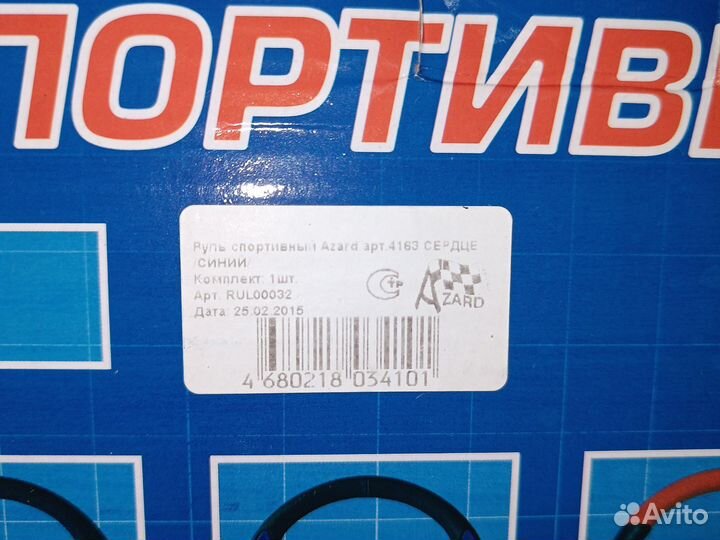 ПОРТИВ
Руль спортивный Azard арт.4163 СЕРДЦЕ
/СИНИЙ/
Комплект: 1шт.
Арт. RUL00032
Дата: 25.02.2015
СТР
AZARD
4 680218 034101
Avito